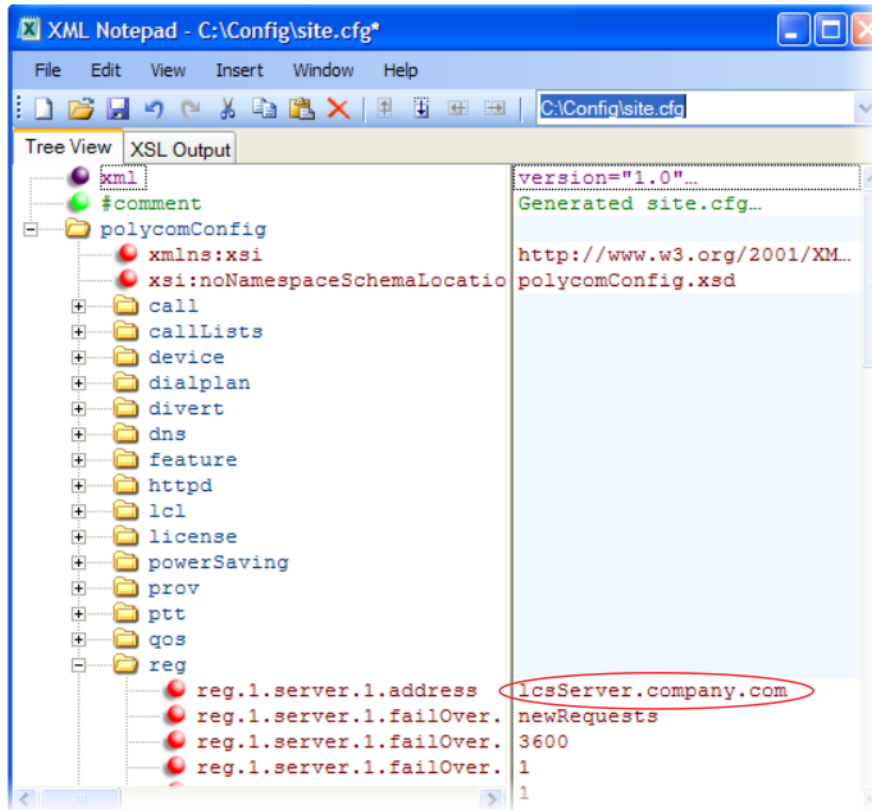 XML Notepad - C:\Config\site.cfg*
File Edit View Insert Window Help
C:\Config\site.cfg
Tree View XSL Output
xml version="1.0"…
#comment Generated site.cfg…
polycomConfig
xmlns:xsi http://www.w3.org/2001/XM…
xsi:noNamespaceSchemaLocatio polycomConfig.xsd
call
callLists
device
dialplan
divert
dns
feature
httpd
lcl
license
powerSaving
prov
ptt
qos
reg
reg.1.server.1.address lcsServer.company.com
reg.1.server.1.failOver. newRequests
reg.1.server.1.failOver. 3600
reg.1.server.1.failOver. 1
1